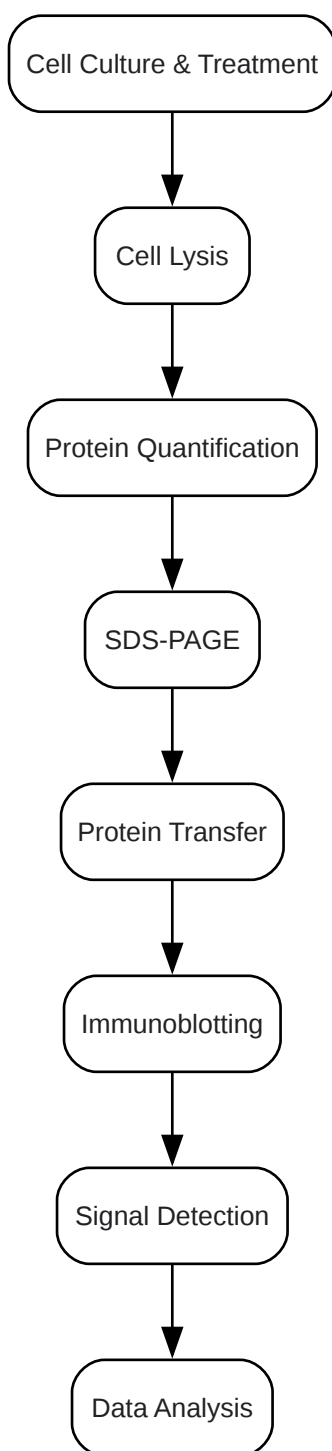 Cell Culture & Treatment
Cell Lysis
Protein Quantification
SDS-PAGE
Protein Transfer
Immunoblotting
Signal Detection
Data Analysis